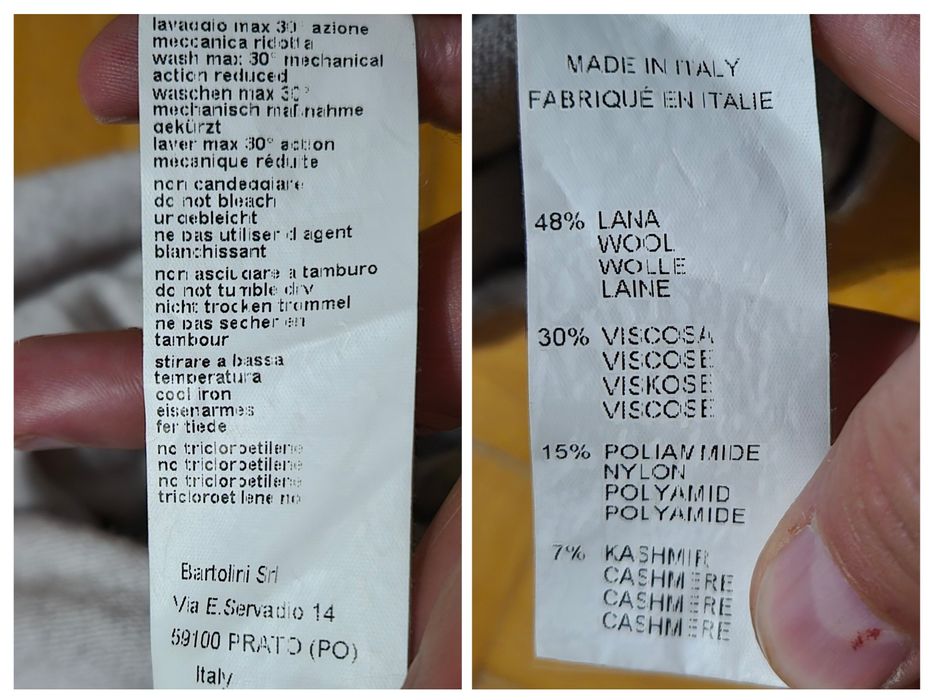 lavaggio max 30° azione
meccanica ridotta
wash max 30° mechanical
action reduced
waschen max 30°
mechanisch maßnahme
gekürzt
laver max 30° action
mecanique réduite
non candeggiare
do not bleach
ungebleicht
ne pas utiliser d agent
blanchissant
non asciugare a tamburo
do not tumble dry
nicht trocken trommel
ne pas secher en
tambour
stirare a bassa
temperatura
cool iron
eisenarmes
fer tiede
no tricloroetilene
no tricloroetilene
no tricloroetilene
tricloroetilene no
Bartolini Srl
Via E.Servadio 14
59100 PRATO (PO)
Italy
MADE IN ITALY
FABRIQUÉ EN ITALIE
48% LANA
WOOL
WOLLE
LAINE
30% VISCOSA
VISCOSE
VISKOSE
VISCOSE
15% POLIAMMIDE
NYLON
POLYAMID
POLYAMIDE
7% KASHMIR
CASHMERE
CASHMERE
CASHMERE